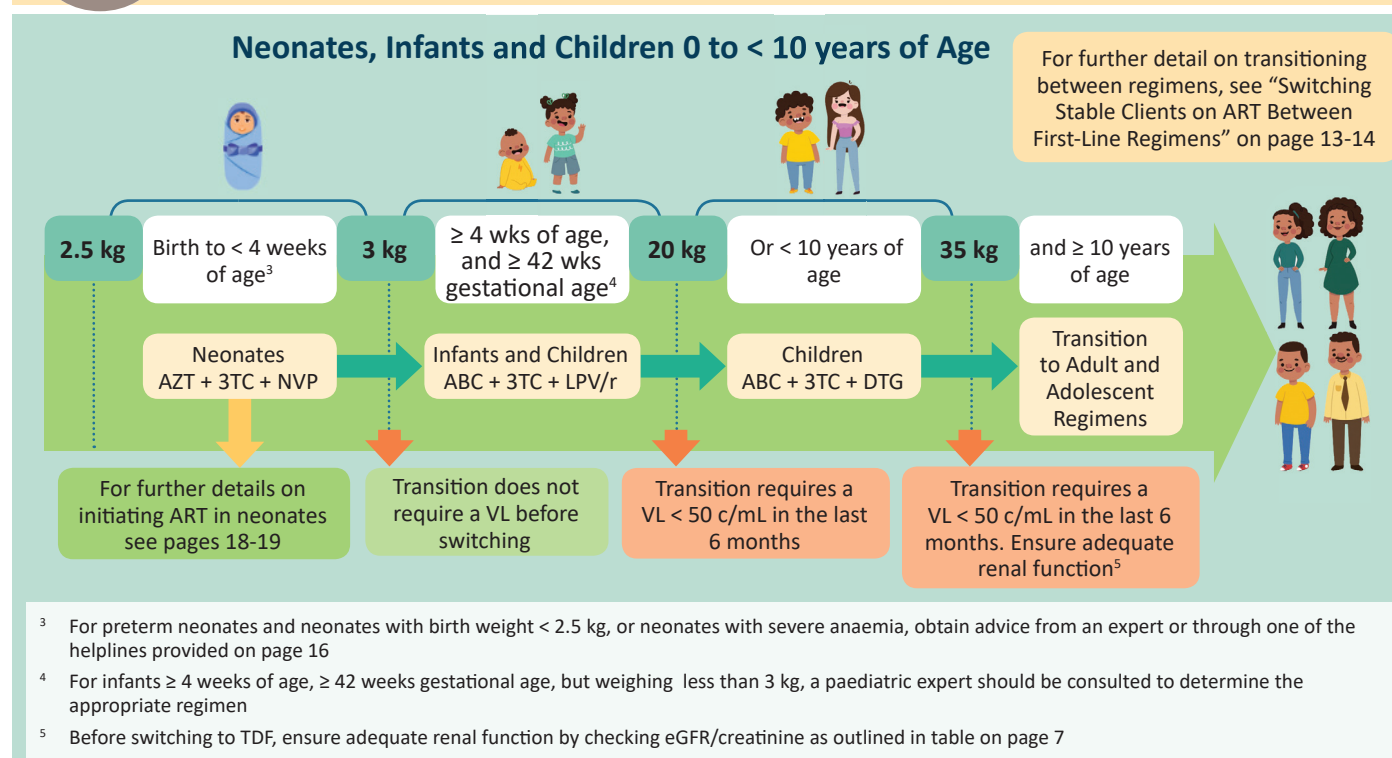 Neonates, Infants and Children 0 to < 10 years of Age
For further detail on transitioning
between regimens, see “Switching
Stable Clients on ART Between
First-Line Regimens” on page 13-14
2.5 kg
Birth to < 4 weeks
of age³
3 kg
≥ 4 wks of age,
and ≥ 42 wks
gestational age⁴
20 kg
Or < 10 years of
age
35 kg
and ≥ 10 years
of age
Neonates
AZT + 3TC + NVP
Infants and Children
ABC + 3TC + LPV/r
Children
ABC + 3TC + DTG
Transition
to Adult and
Adolescent
Regimens
For further details on
initiating ART in neonates
see pages 18-19
Transition does not
require a VL before
switching
Transition requires a
VL < 50 c/mL in the last
6 months
Transition requires a
VL < 50 c/mL in the last 6
months. Ensure adequate
renal function⁵
³ For preterm neonates and neonates with birth weight < 2.5 kg, or neonates with severe anaemia, obtain advice from an expert or through one of the
helplines provided on page 16
⁴ For infants ≥ 4 weeks of age, ≥ 42 weeks gestational age, but weighing less than 3 kg, a paediatric expert should be consulted to determine the
appropriate regimen
⁵ Before switching to TDF, ensure adequate renal function by checking eGFR/creatinine as outlined in table on page 7